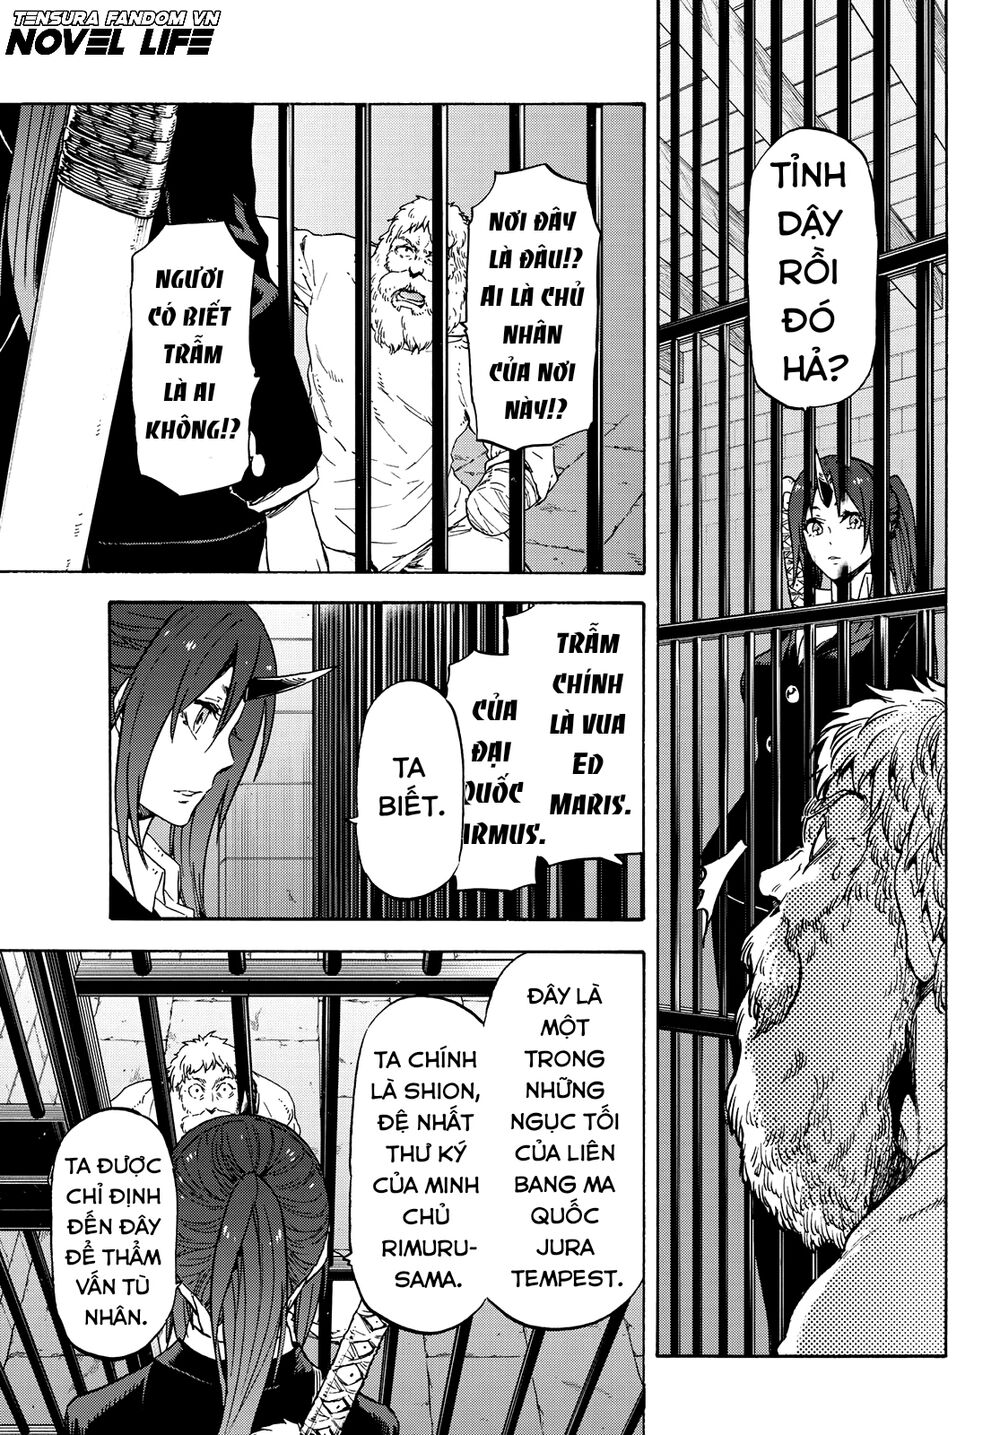 TENSURA FANDOM VN
NOVEL LIFE
TỈNH
DẬY
RỒI
ĐÓ
HẢ?
NƠI ĐÂY
LÀ ĐÂU!?
AI LÀ CHỦ
NHÂN
CỦA NƠI
NÀY!?
NGƯƠI
CÓ BIẾT
TRẪM
LÀ AI
KHÔNG!?
TRẪM
CHÍNH
LÀ VUA
ED
MARIS.
CỦA
ĐẠI
QUỐC
ARMUS.
TA
BIẾT.
ĐÂY LÀ
MỘT
TRONG
NHỮNG
NGỤC TỐI
CỦA LIÊN
BANG MA
QUỐC
JURA
TEMPEST.
TA CHÍNH
LÀ SHION,
ĐỆ NHẤT
THƯ KÝ
CỦA MINH
CHỦ
RIMURU-
SAMA.
TA ĐƯỢC
CHỈ ĐỊNH
ĐẾN ĐÂY
ĐỂ THẨM
VẤN TÙ
NHÂN.